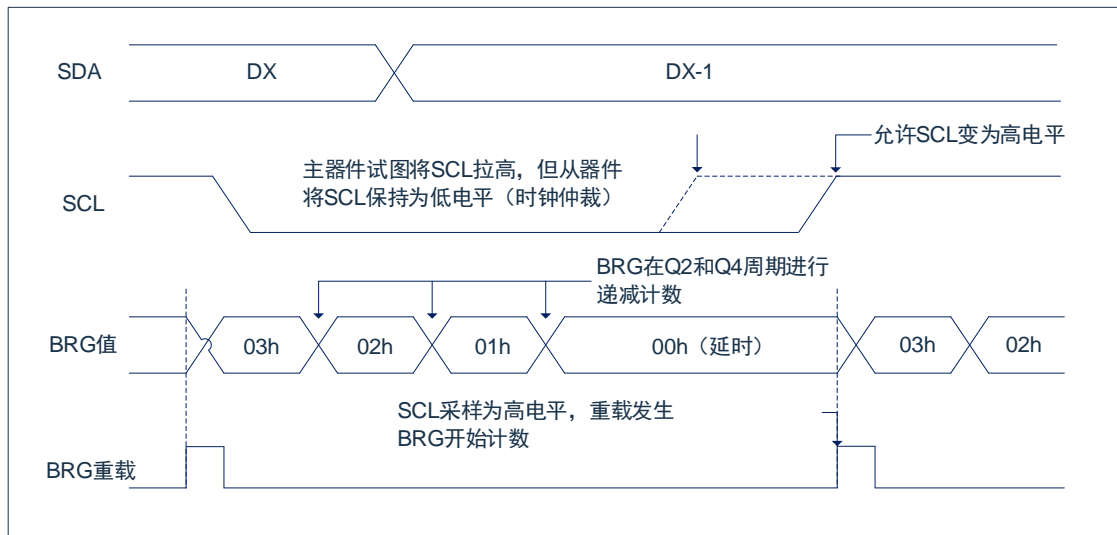 SDA
DX
DX-1
允许SCL变为高电平
主器件试图将SCL拉高，但从器件
将SCL保持为低电平（时钟仲裁）
SCL
BRG在Q2和Q4周期进行
递减计数
BRG值
03h
02h
01h
00h（延时）
03h
02h
SCL采样为高电平，重载发生
BRG开始计数
BRG重载